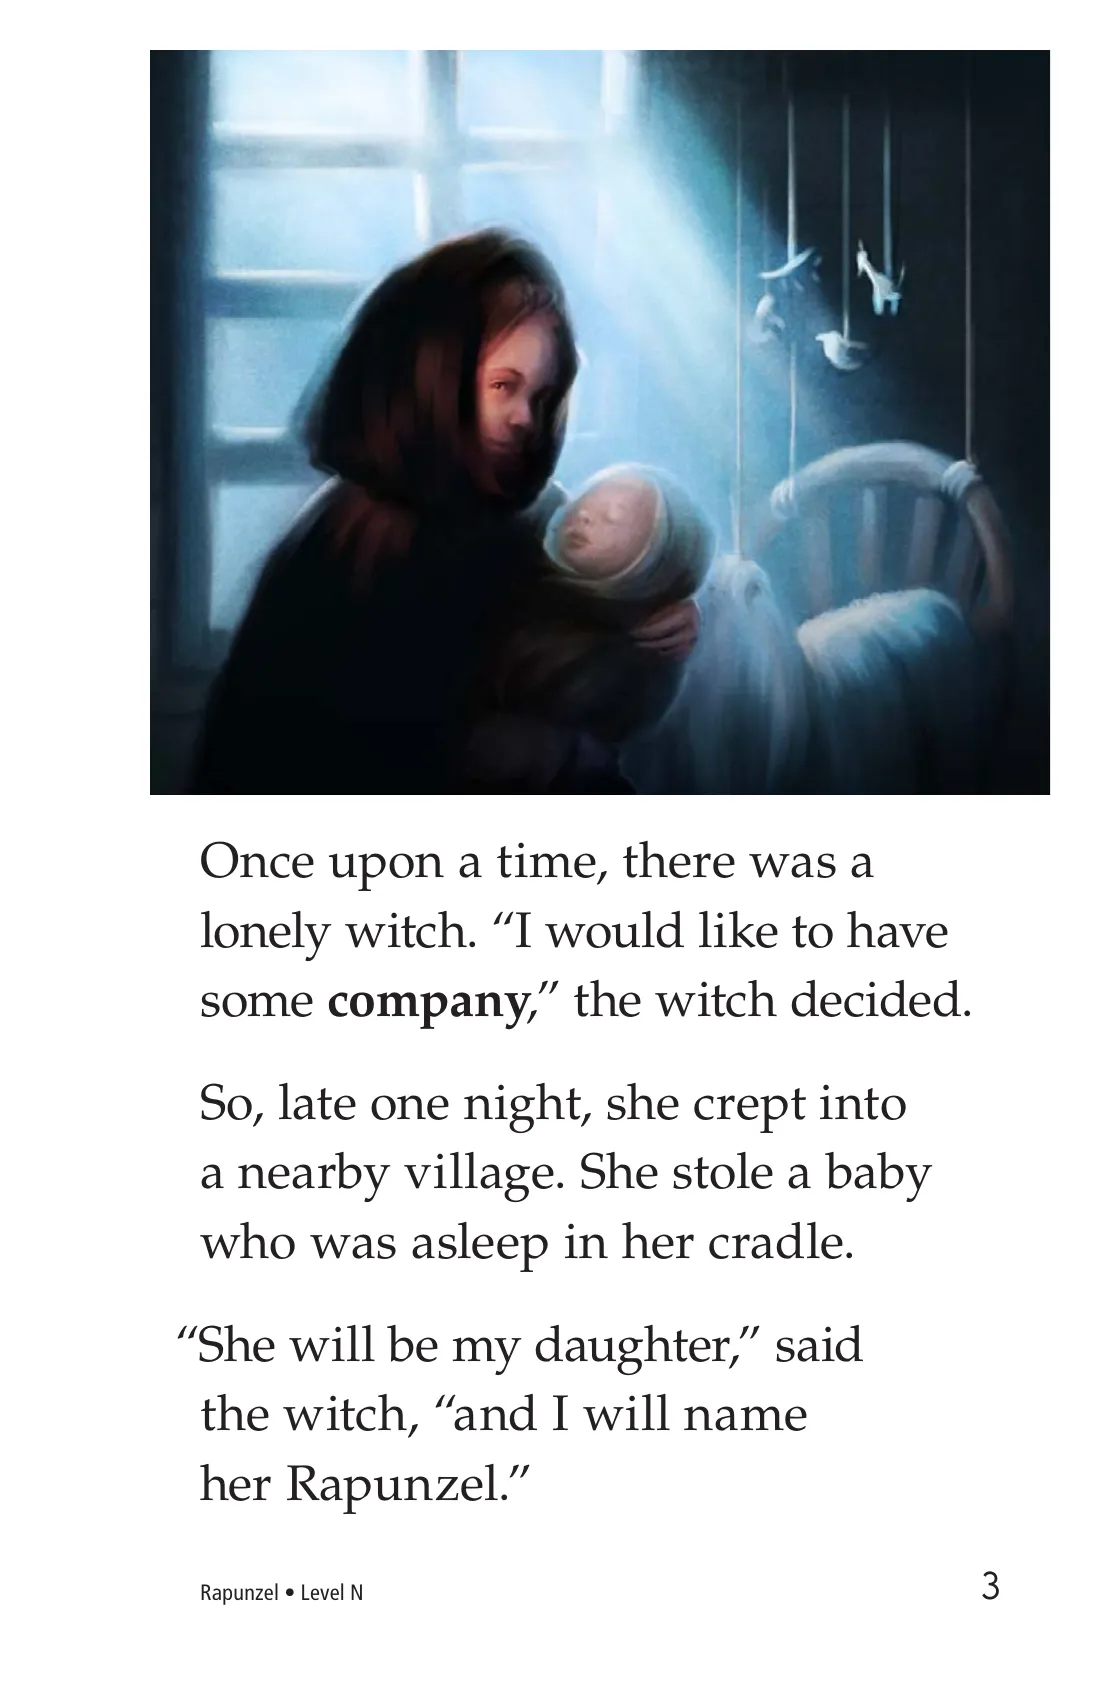 Once upon a time, there was a
lonely witch. “I would like to have
some company,” the witch decided.
So, late one night, she crept into
a nearby village. She stole a baby
who was asleep in her cradle.
“She will be my daughter,” said
the witch, “and I will name
her Rapunzel.”
Rapunzel • Level N
3